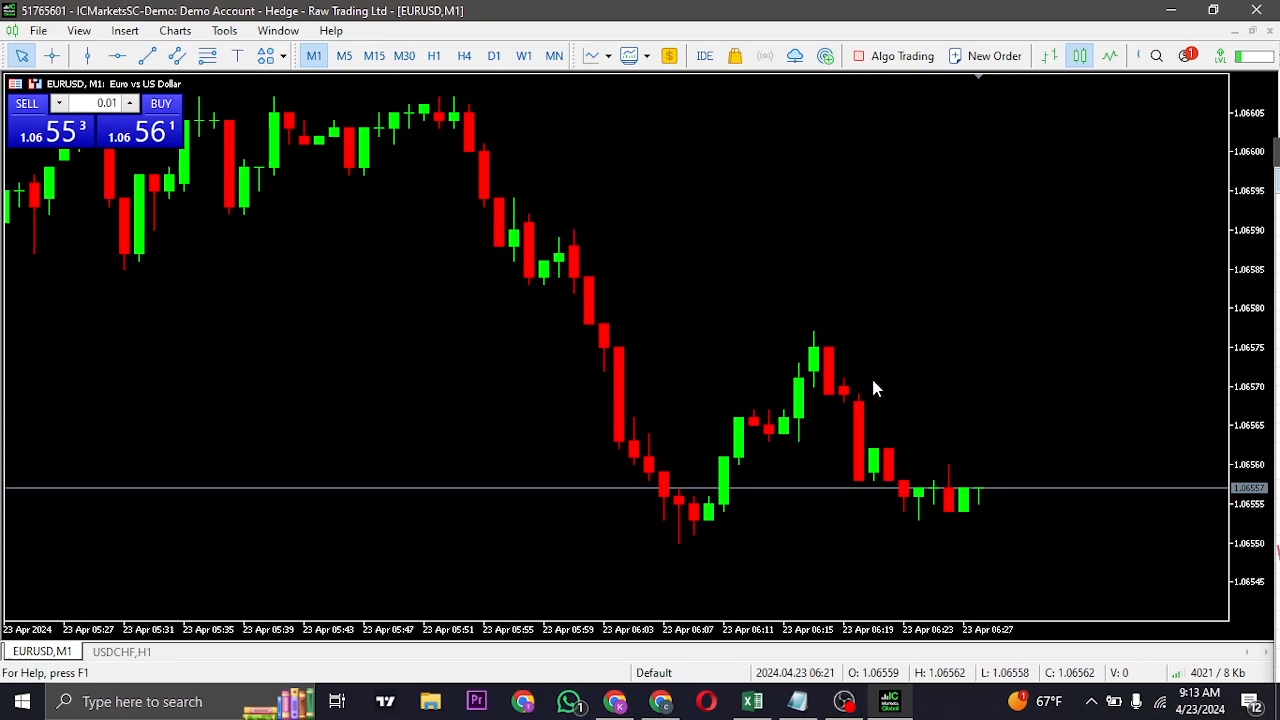 51765601 - ICMarketsSC-Demo: Demo Account - Hedge - Raw Trading Ltd - [EURUSD,M1]
File View Insert Charts Tools Window Help
M1 M5 M15 M30 H1 H4 D1 W1 MN IDE Algo Trading New Order LVL 1
EURUSD, M1: Euro vs US Dollar
SELL 0.01 BUY
1.06 55 3 1.06 56 1
1.06605
1.06600
1.06595
1.06590
1.06585
1.06580
1.06575
1.06570
1.06565
1.06560
1.06557
1.06555
1.06550
1.06545
23 Apr 2024 23 Apr 05:27 23 Apr 05:31 23 Apr 05:35 23 Apr 05:39 23 Apr 05:43 23 Apr 05:47 23 Apr 05:51 23 Apr 05:55 23 Apr 05:59 23 Apr 06:03 23 Apr 06:07 23 Apr 06:11 23 Apr 06:15 23 Apr 06:19 23 Apr 06:23 23 Apr 06:27
EURUSD,M1 USDCHF,H1
For Help, press F1 Default 2024.04.23 06:21 O: 1.06559 H: 1.06562 L: 1.06558 C: 1.06562 V: 0 4021 / 8 Kb
Type here to search 67°F 9:13 AM
4/23/2024 12